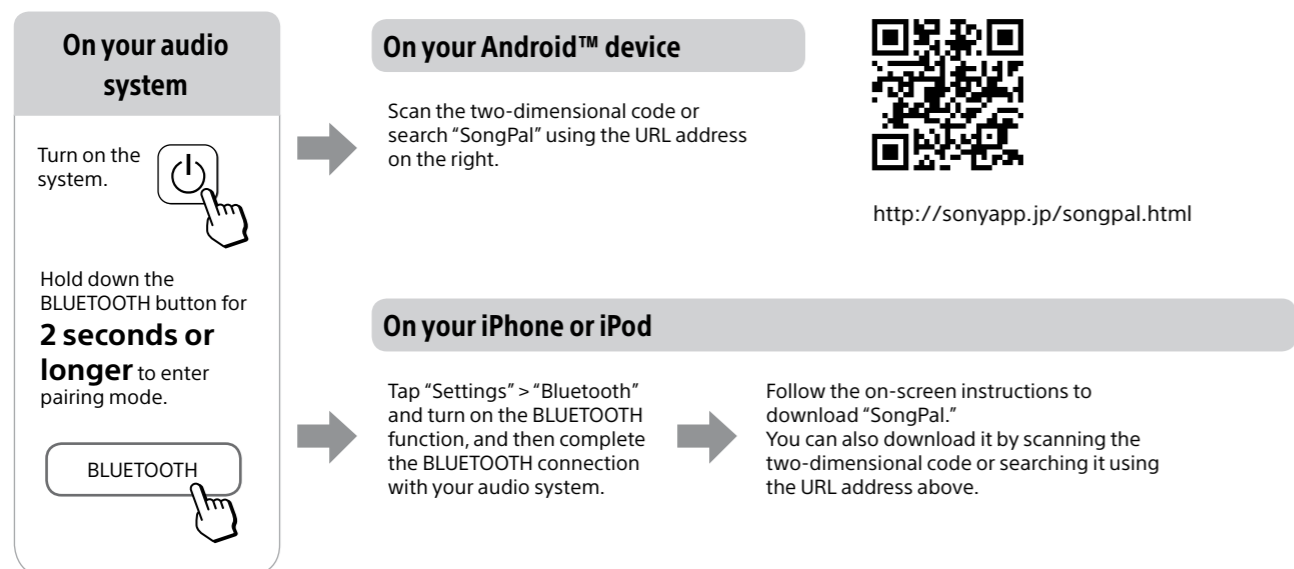 On your audio
system
Turn on the
system.
Hold down the
BLUETOOTH button for
2 seconds or
longer to enter
pairing mode.
BLUETOOTH
On your Android™ device
Scan the two-dimensional code or
search “SongPal” using the URL address
on the right.
http://sonyapp.jp/songpal.html
On your iPhone or iPod
Tap “Settings” > “Bluetooth”
and turn on the BLUETOOTH
function, and then complete
the BLUETOOTH connection
with your audio system.
Follow the on-screen instructions to
download “SongPal.”
You can also download it by scanning the
two-dimensional code or searching it using
the URL address above.